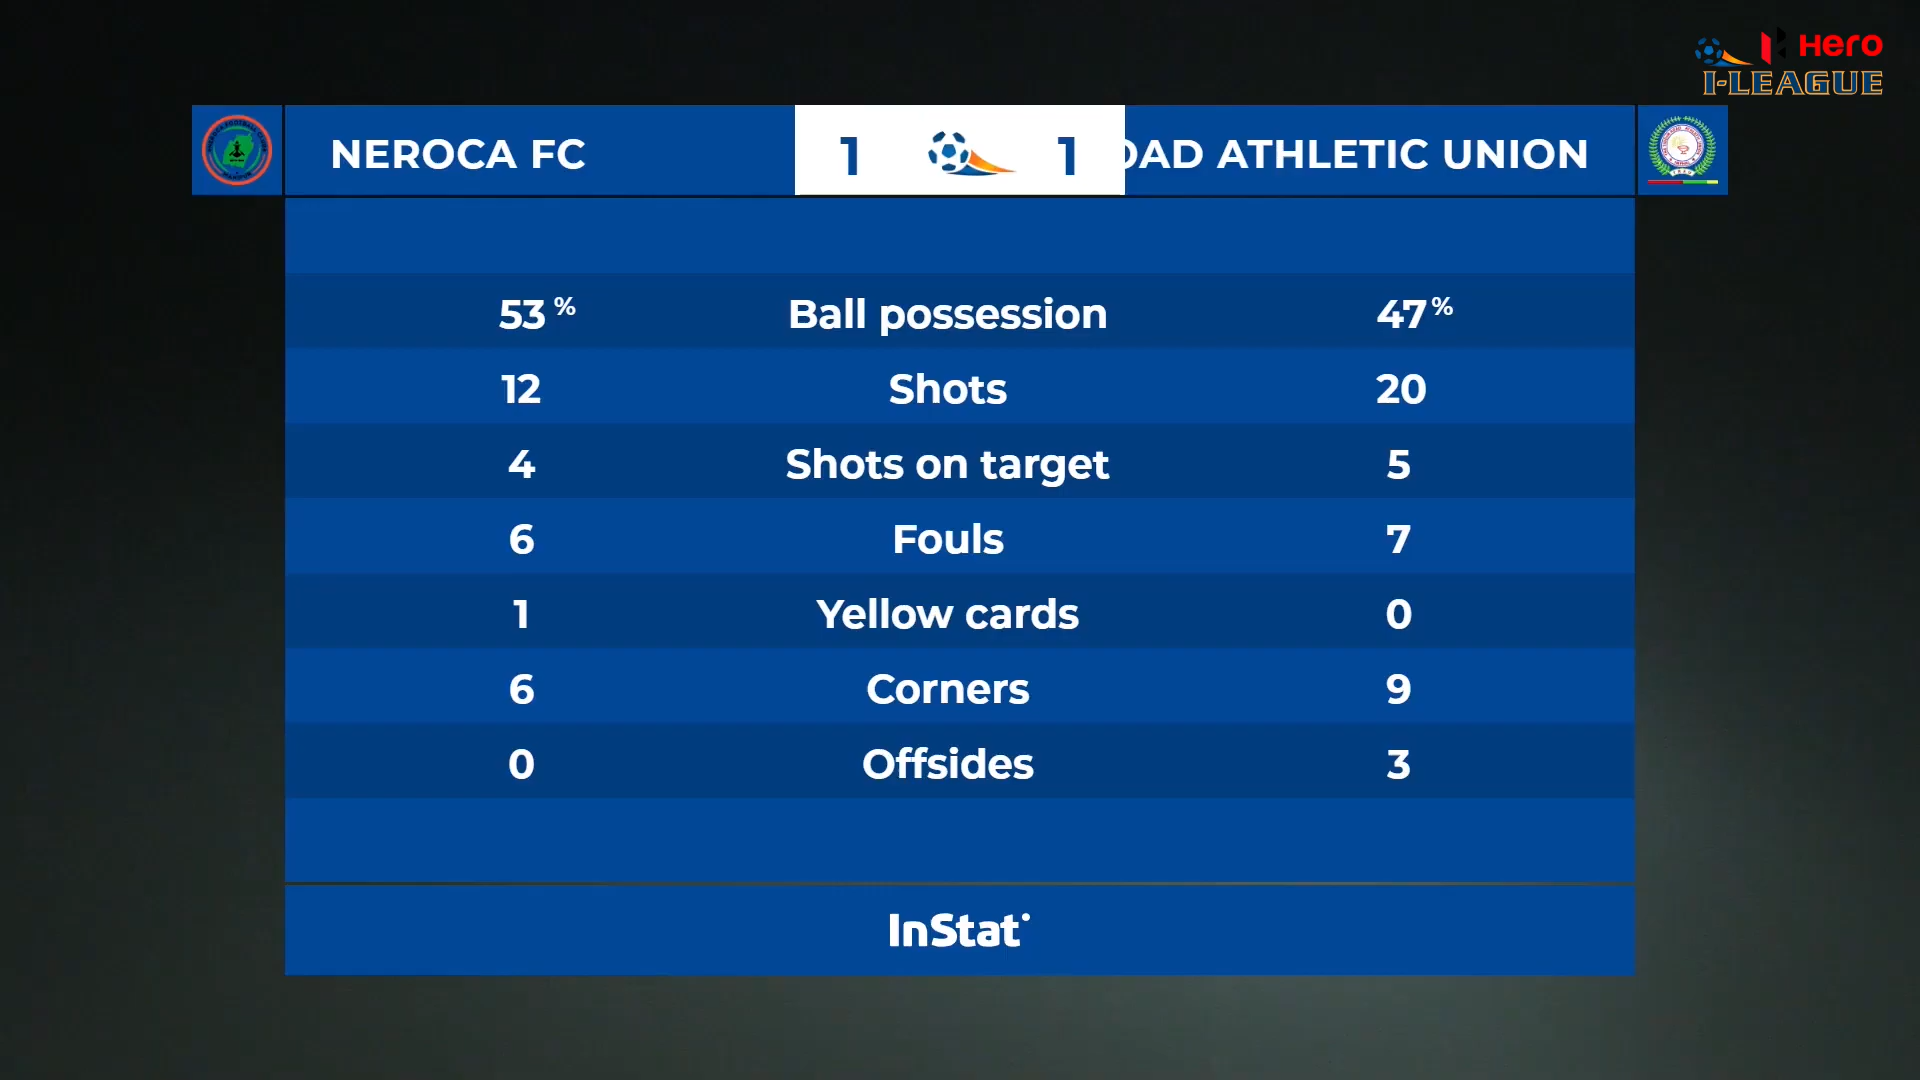 Hero
I-LEAGUE
NEROCA FC 1 1 OAD ATHLETIC UNION
53 % Ball possession 47 %
12 Shots 20
4 Shots on target 5
6 Fouls 7
1 Yellow cards 0
6 Corners 9
0 Offsides 3
InStat